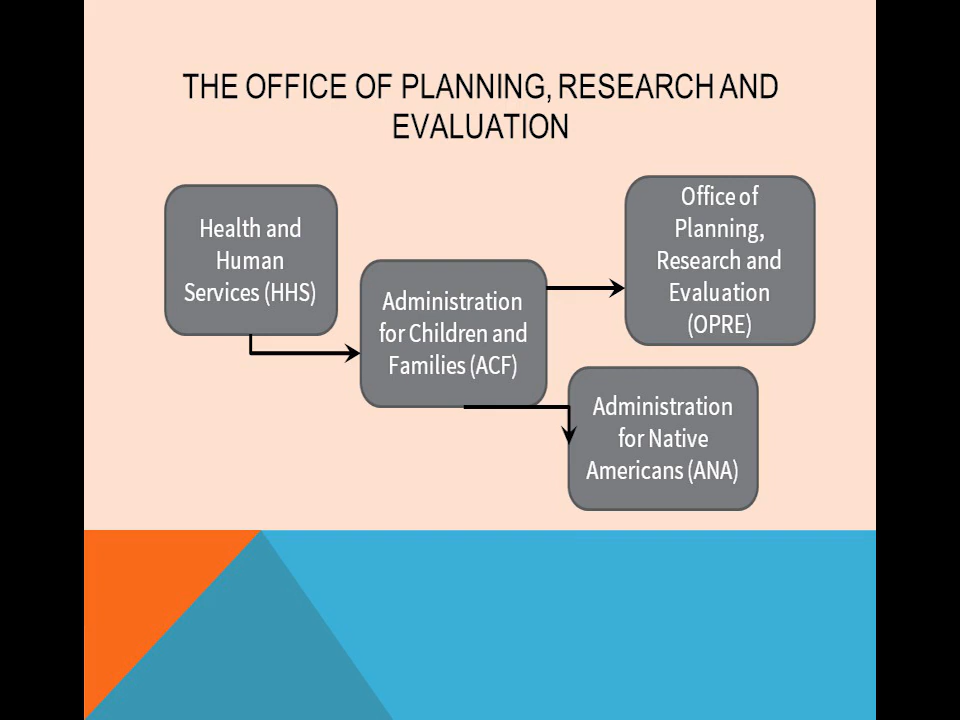 THE OFFICE OF PLANNING, RESEARCH AND
EVALUATION
Health and
Human
Services (HHS)
Administration
for Children and
Families (ACF)
Office of
Planning,
Research and
Evaluation
(OPRE)
Administration
for Native
Americans (ANA)